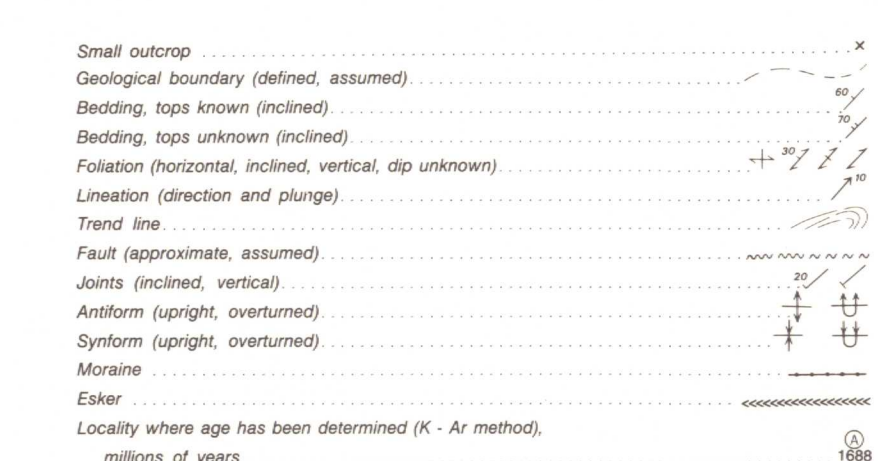 Small outcrop ... x
Geological boundary (defined, assumed)
Bedding, tops known (inclined) ... 60
Bedding, tops unknown (inclined) ... 70
Foliation (horizontal, inclined, vertical, dip unknown) ... 30
Lineation (direction and plunge) ... 10
Trend line
Fault (approximate, assumed)
Joints (inclined, vertical) ... 20
Antiform (upright, overturned)
Synform (upright, overturned)
Moraine
Esker
Locality where age has been determined (K - Ar method),
millions of years ... A 1688